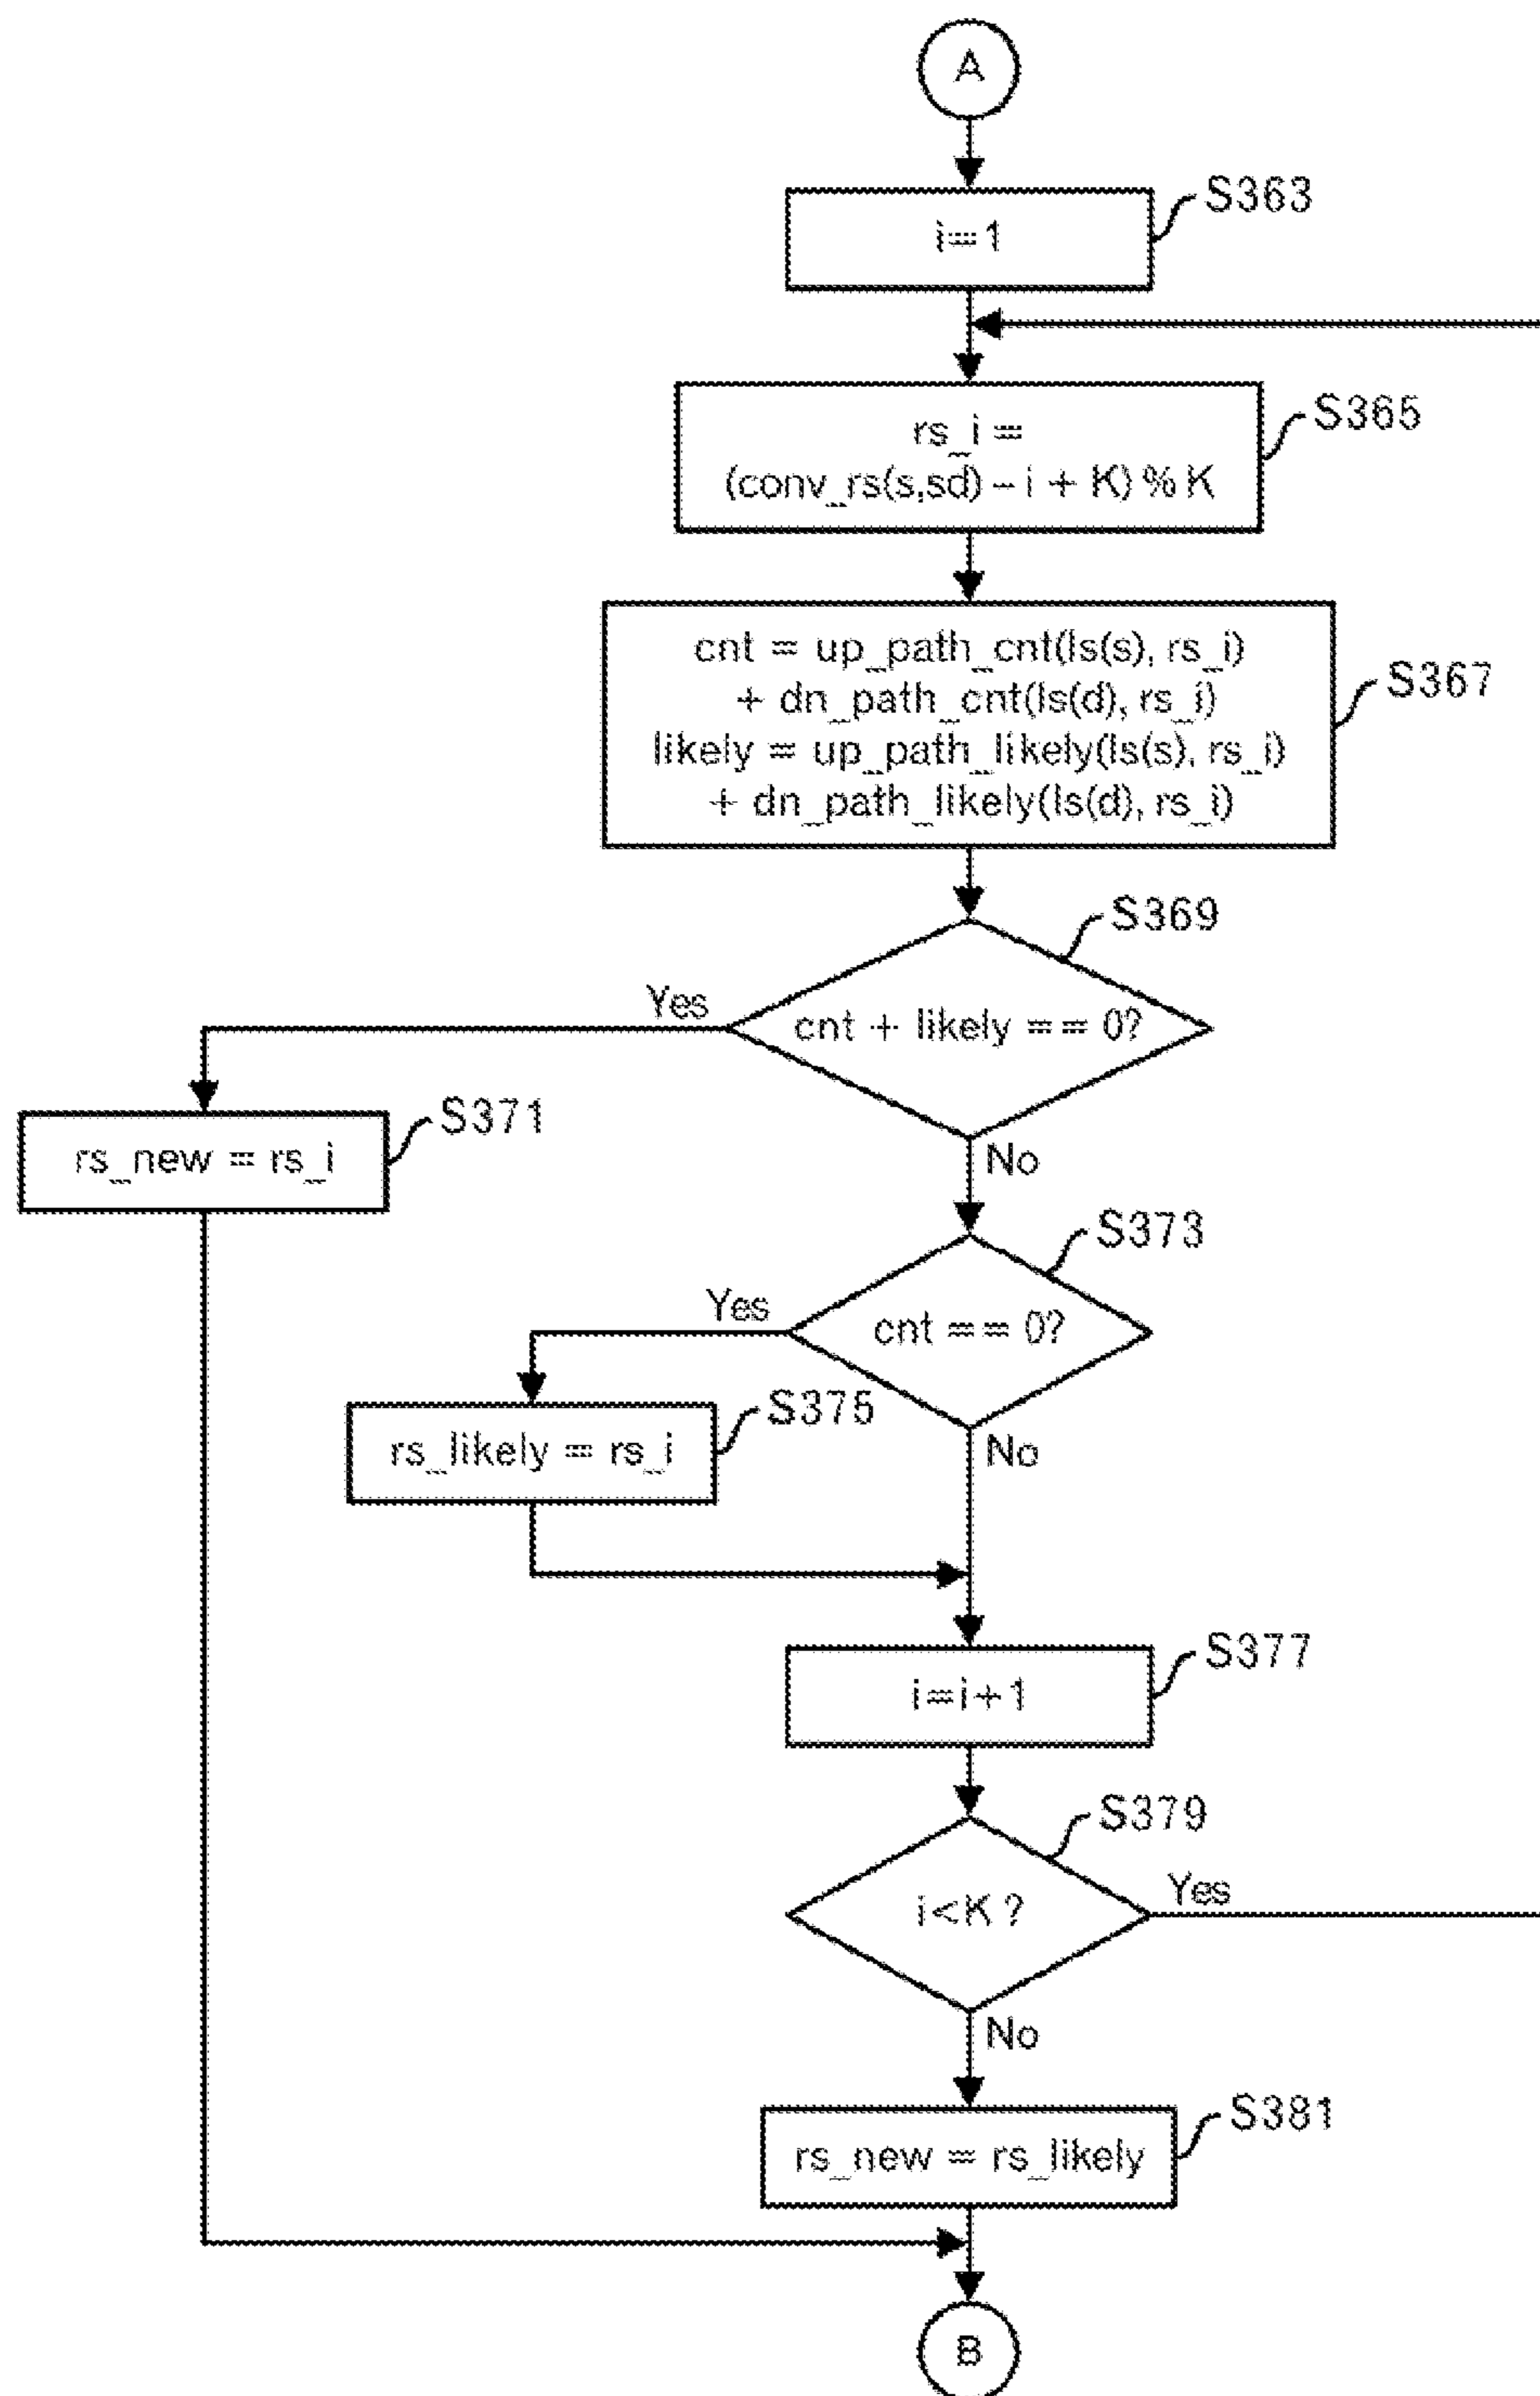 A
S363
i=1
S365
rs_i =
(conv_rs(s,sd) – i + K) % K
S367
cnt = up_path_cnt(ls(s), rs_i)
+ dn_path_cnt(ls(d), rs_i)
likely = up_path_likely(ls(s), rs_i)
+ dn_path_likely(ls(d), rs_i)
S369
Yes
cnt + likely == 0?
S371
rs_new = rs_i
No
S373
Yes
cnt == 0?
S375
rs_likely = rs_i
No
S377
i=i+1
S379
i<K ?
Yes
No
S381
rs_new = rs_likely
B